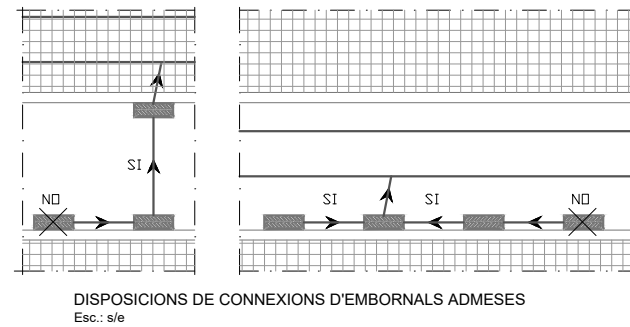 SI
NO
SI
SI
NO
DISPOSICIONS DE CONNEXIONS D'EMBORNALS ADMESES
Esc.: s/e